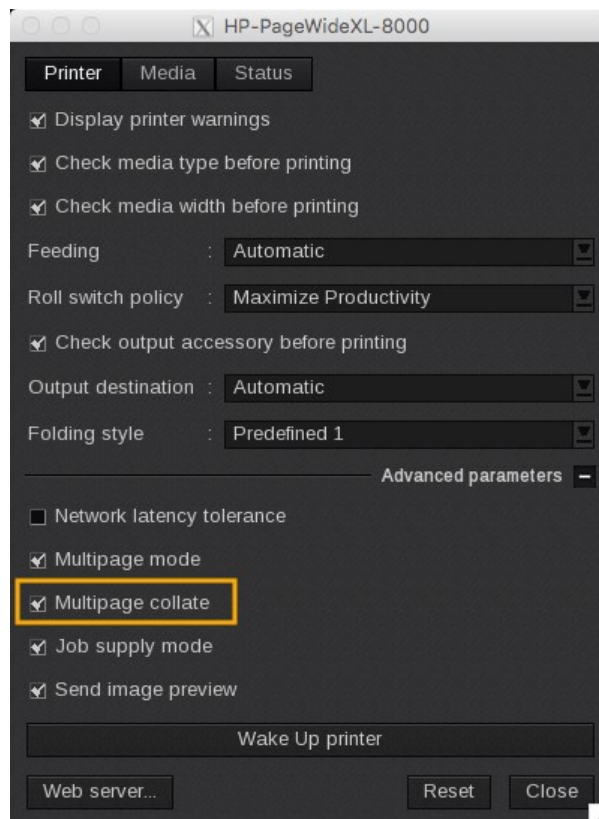 HP-PageWideXL-8000
Printer Media Status
Display printer warnings
Check media type before printing
Check media width before printing
Feeding : Automatic
Roll switch policy : Maximize Productivity
Check output accessory before printing
Output destination : Automatic
Folding style : Predefined 1
Advanced parameters
Network latency tolerance
Multipage mode
Multipage collate
Job supply mode
Send image preview
Wake Up printer
Web server... Reset Close